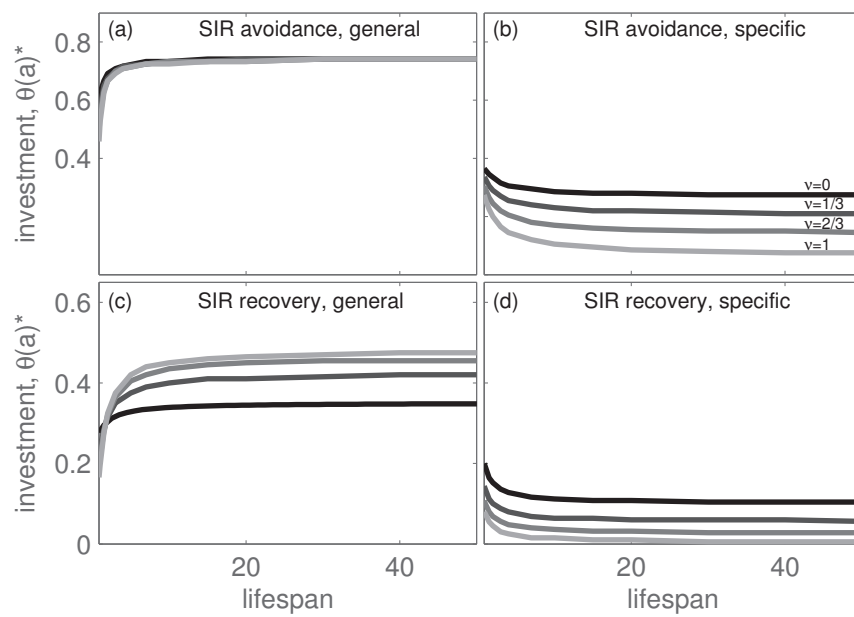 (a) SIR avoidance, general
(b) SIR avoidance, specific
0.8
0.6
0.4
investment, θ(a)*
ν=0
ν=1/3
ν=2/3
ν=1
(c) SIR recovery, general
(d) SIR recovery, specific
0.6
0.4
0.2
0
investment, θ(a)*
20 40
20 40
lifespan
lifespan